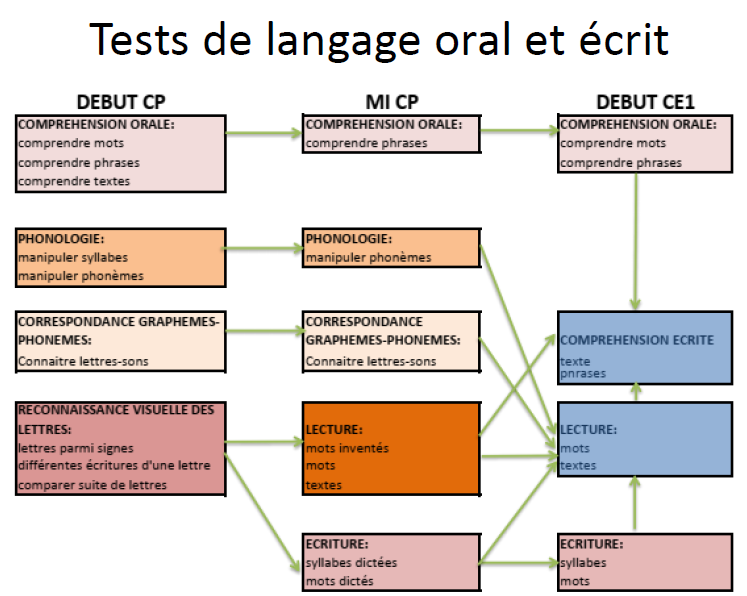 Tests de langage oral et écrit
DEBUT CP
COMPREHENSION ORALE:
comprendre mots
comprendre phrases
comprendre textes
PHONOLOGIE:
manipuler syllabes
manipuler phonèmes
CORRESPONDANCE GRAPHEMES-
PHONEMES:
Connaitre lettres-sons
RECONNAISSANCE VISUELLE DES
LETTRES:
lettres parmi signes
différentes écritures d'une lettre
comparer suite de lettres
MI CP
COMPREHENSION ORALE:
comprendre phrases
PHONOLOGIE:
manipuler phonèmes
CORRESPONDANCE
GRAPHEMES-PHONEMES:
Connaitre lettres-sons
LECTURE:
mots inventés
mots
textes
ECRITURE:
syllabes dictées
mots dictés
DEBUT CE1
COMPREHENSION ORALE:
comprendre mots
comprendre phrases
COMPREHENSION ECRITE
texte
phrases
LECTURE:
mots
textes
ECRITURE:
syllabes
mots